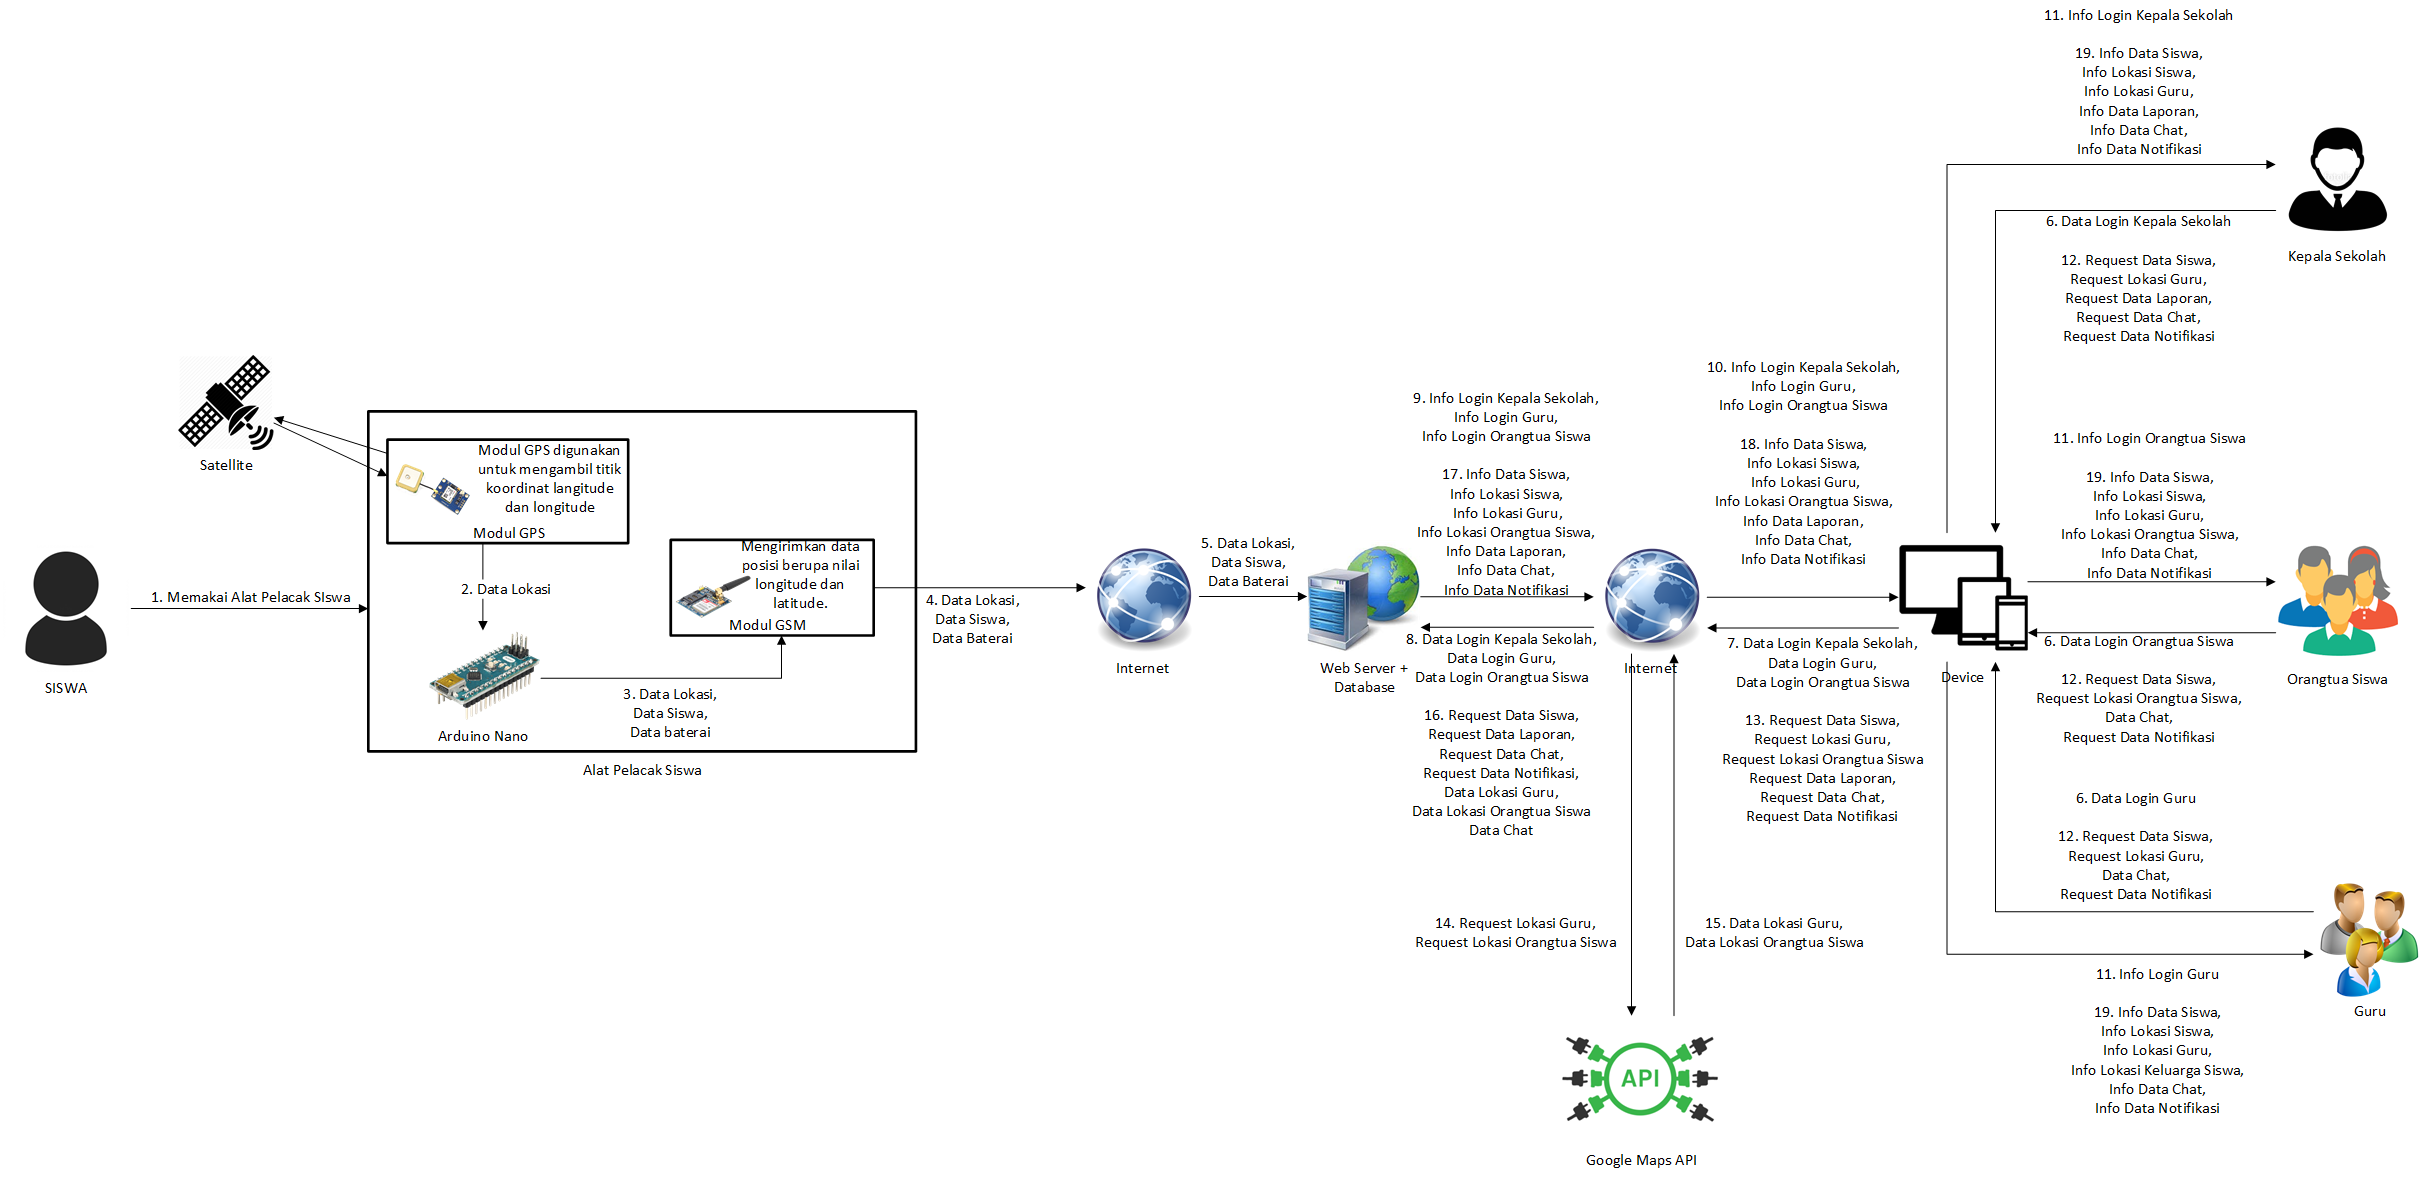 1. Memakai Alat Pelacak SIswa
SISWA
Satellite
Modul GPS digunakan
untuk mengambil titik
koordinat langitude
dan longitude
Modul GPS
2. Data Lokasi
Arduino Nano
3. Data Lokasi,
Data Siswa,
Data baterai
Mengirimkan data
posisi berupa nilai
longitude dan
latitude.
Modul GSM
Alat Pelacak Siswa
4. Data Lokasi,
Data Siswa,
Data Baterai
Internet
5. Data Lokasi,
Data Siswa,
Data Baterai
Web Server +
Database
9. Info Login Kepala Sekolah,
Info Login Guru,
Info Login Orangtua Siswa
17. Info Data Siswa,
Info Lokasi Siswa,
Info Lokasi Guru,
Info Lokasi Orangtua Siswa,
Info Data Laporan,
Info Data Chat,
Info Data Notifikasi
8. Data Login Kepala Sekolah,
Data Login Guru,
Data Login Orangtua Siswa
16. Request Data Siswa,
Request Data Laporan,
Request Data Chat,
Request Data Notifikasi,
Data Lokasi Guru,
Data Lokasi Orangtua Siswa
Data Chat
Internet
14. Request Lokasi Guru,
Request Lokasi Orangtua Siswa
15. Data Lokasi Guru,
Data Lokasi Orangtua Siswa
API
Google Maps API
10. Info Login Kepala Sekolah,
Info Login Guru,
Info Login Orangtua Siswa
18. Info Data Siswa,
Info Lokasi Siswa,
Info Lokasi Guru,
Info Lokasi Orangtua Siswa,
Info Data Laporan,
Info Data Chat,
Info Data Notifikasi
7. Data Login Kepala Sekolah,
Data Login Guru,
Data Login Orangtua Siswa
13. Request Data Siswa,
Request Lokasi Guru,
Request Lokasi Orangtua Siswa
Request Data Laporan,
Request Data Chat,
Request Data Notifikasi
Device
11. Info Login Kepala Sekolah
19. Info Data Siswa,
Info Lokasi Siswa,
Info Lokasi Guru,
Info Data Laporan,
Info Data Chat,
Info Data Notifikasi
6. Data Login Kepala Sekolah
12. Request Data Siswa,
Request Lokasi Guru,
Request Data Laporan,
Request Data Chat,
Request Data Notifikasi
Kepala Sekolah
11. Info Login Orangtua Siswa
19. Info Data Siswa,
Info Lokasi Siswa,
Info Lokasi Guru,
Info Lokasi Orangtua Siswa,
Info Data Chat,
Info Data Notifikasi
6. Data Login Orangtua Siswa
12. Request Data Siswa,
Request Lokasi Orangtua Siswa,
Data Chat,
Request Data Notifikasi
Orangtua Siswa
6. Data Login Guru
12. Request Data Siswa,
Request Lokasi Guru,
Data Chat,
Request Data Notifikasi
11. Info Login Guru
19. Info Data Siswa,
Info Lokasi Siswa,
Info Lokasi Guru,
Info Lokasi Keluarga Siswa,
Info Data Chat,
Info Data Notifikasi
Guru